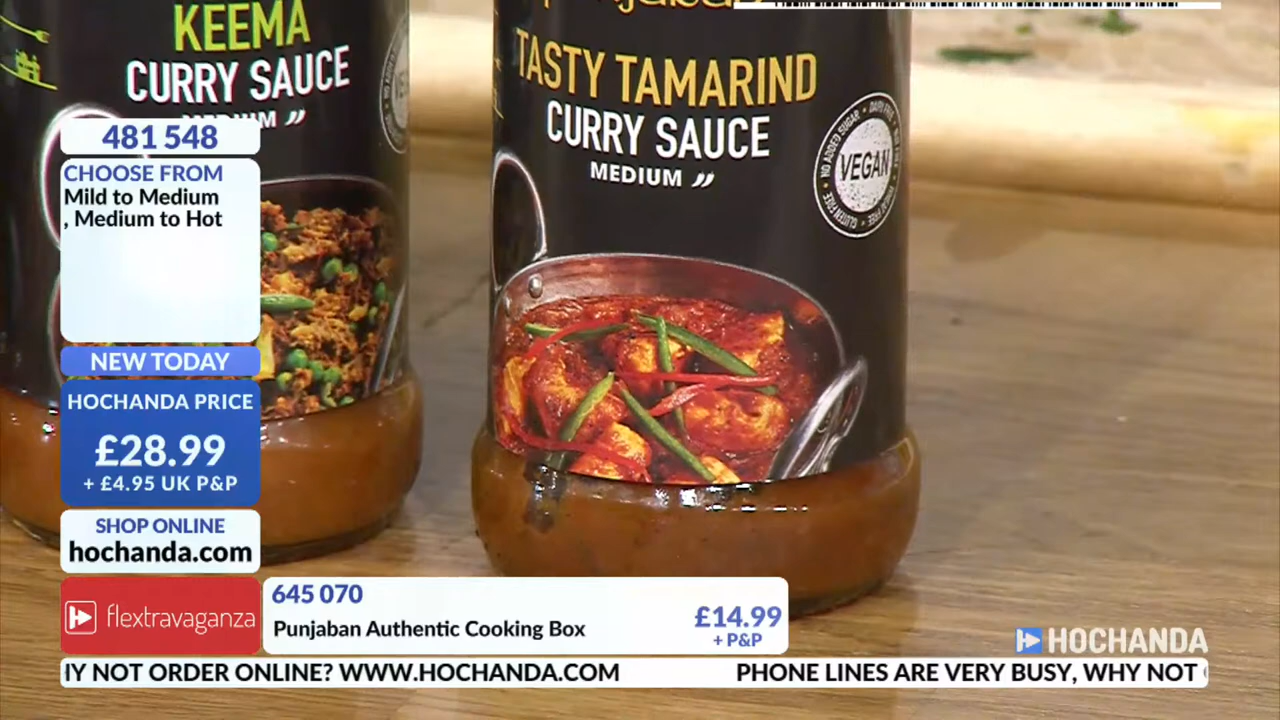 KEEMA
CURRY SAUCE
TASTY TAMARIND
CURRY SAUCE
MEDIUM
NO ADDED SUGAR • DAIRY FREE
VEGAN
GLUTEN FREE
481 548
CHOOSE FROM
Mild to Medium
, Medium to Hot
NEW TODAY
HOCHANDA PRICE
£28.99
+ £4.95 UK P&P
SHOP ONLINE
hochanda.com
flextravaganza
645 070
Punjaban Authentic Cooking Box
£14.99
+ P&P
HOCHANDA
NOT ORDER ONLINE? WWW.HOCHANDA.COM PHONE LINES ARE VERY BUSY, WHY NOT